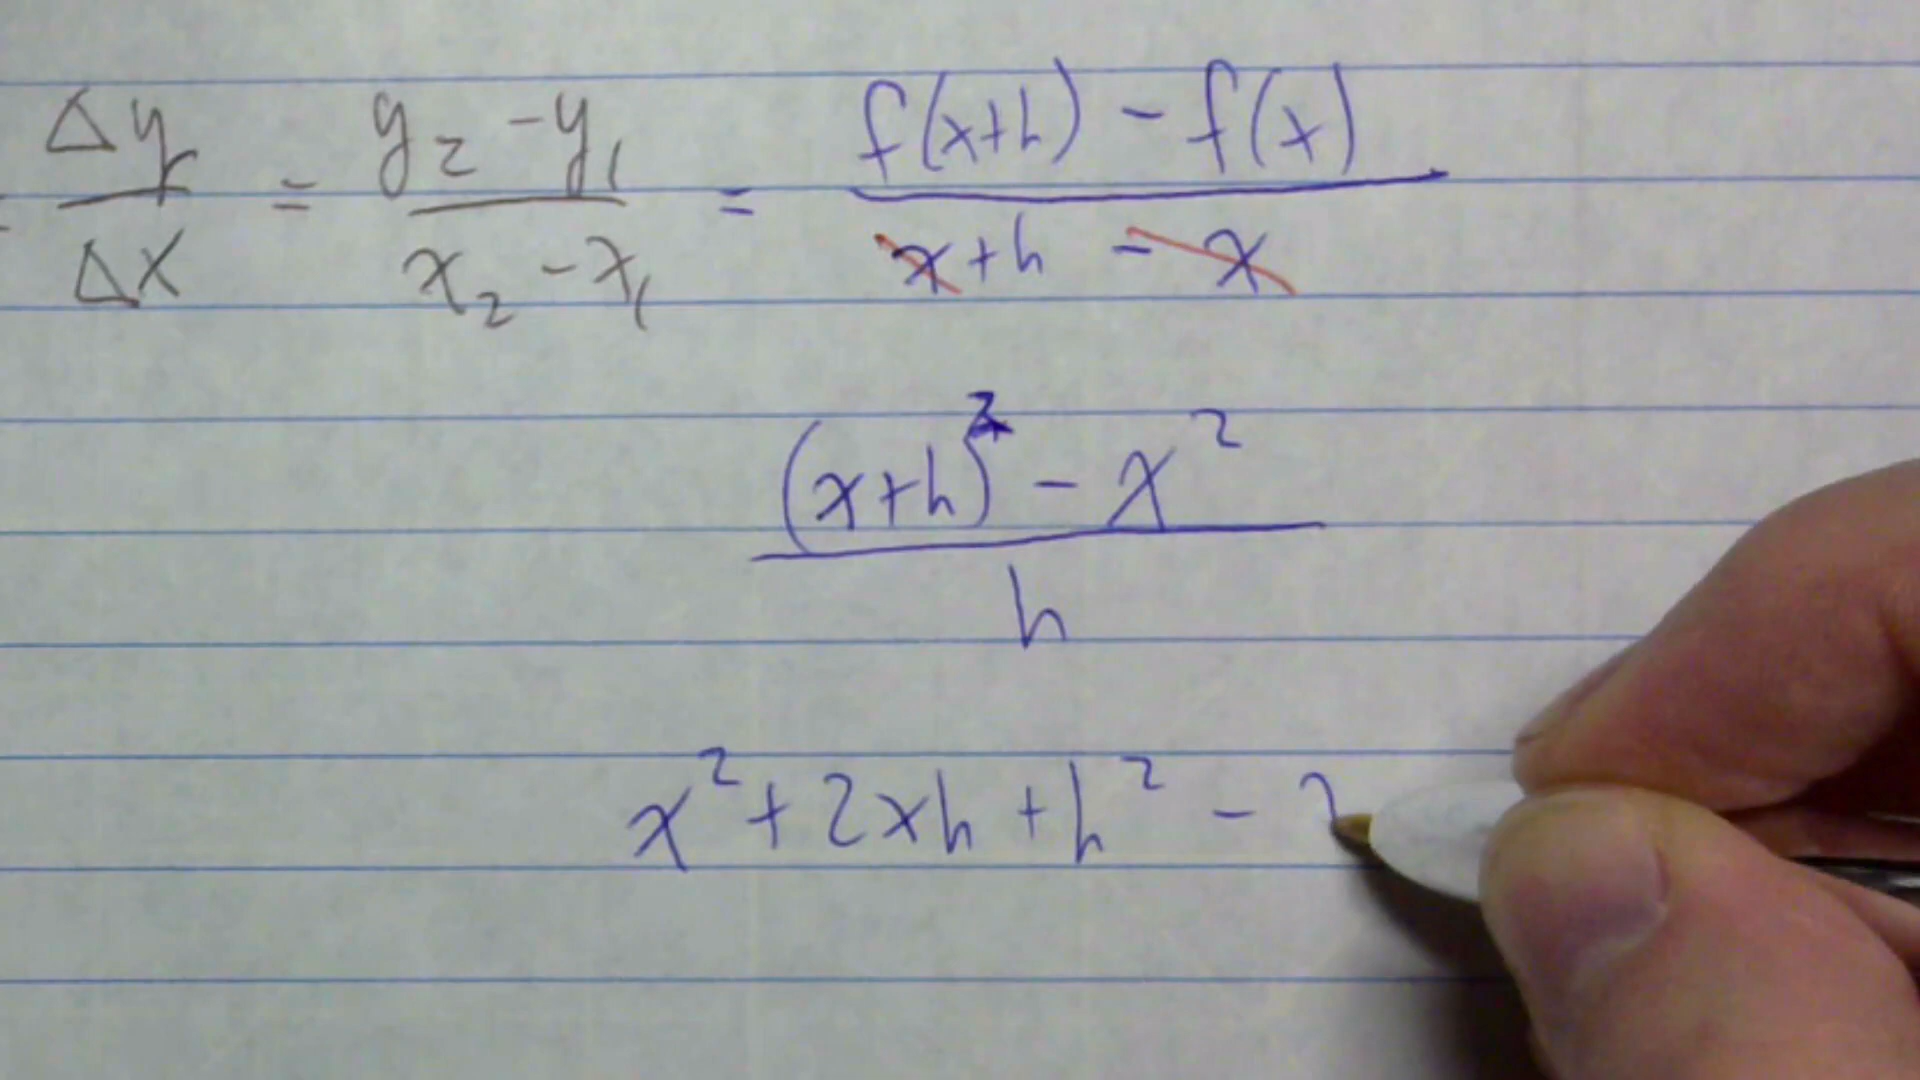 Δy/Δx = (y₂ - y₁)/(x₂ - x₁) = (f(x+h) - f(x))/(x+h - x)
((x+h)² - x²)/h
x² + 2xh + h² -